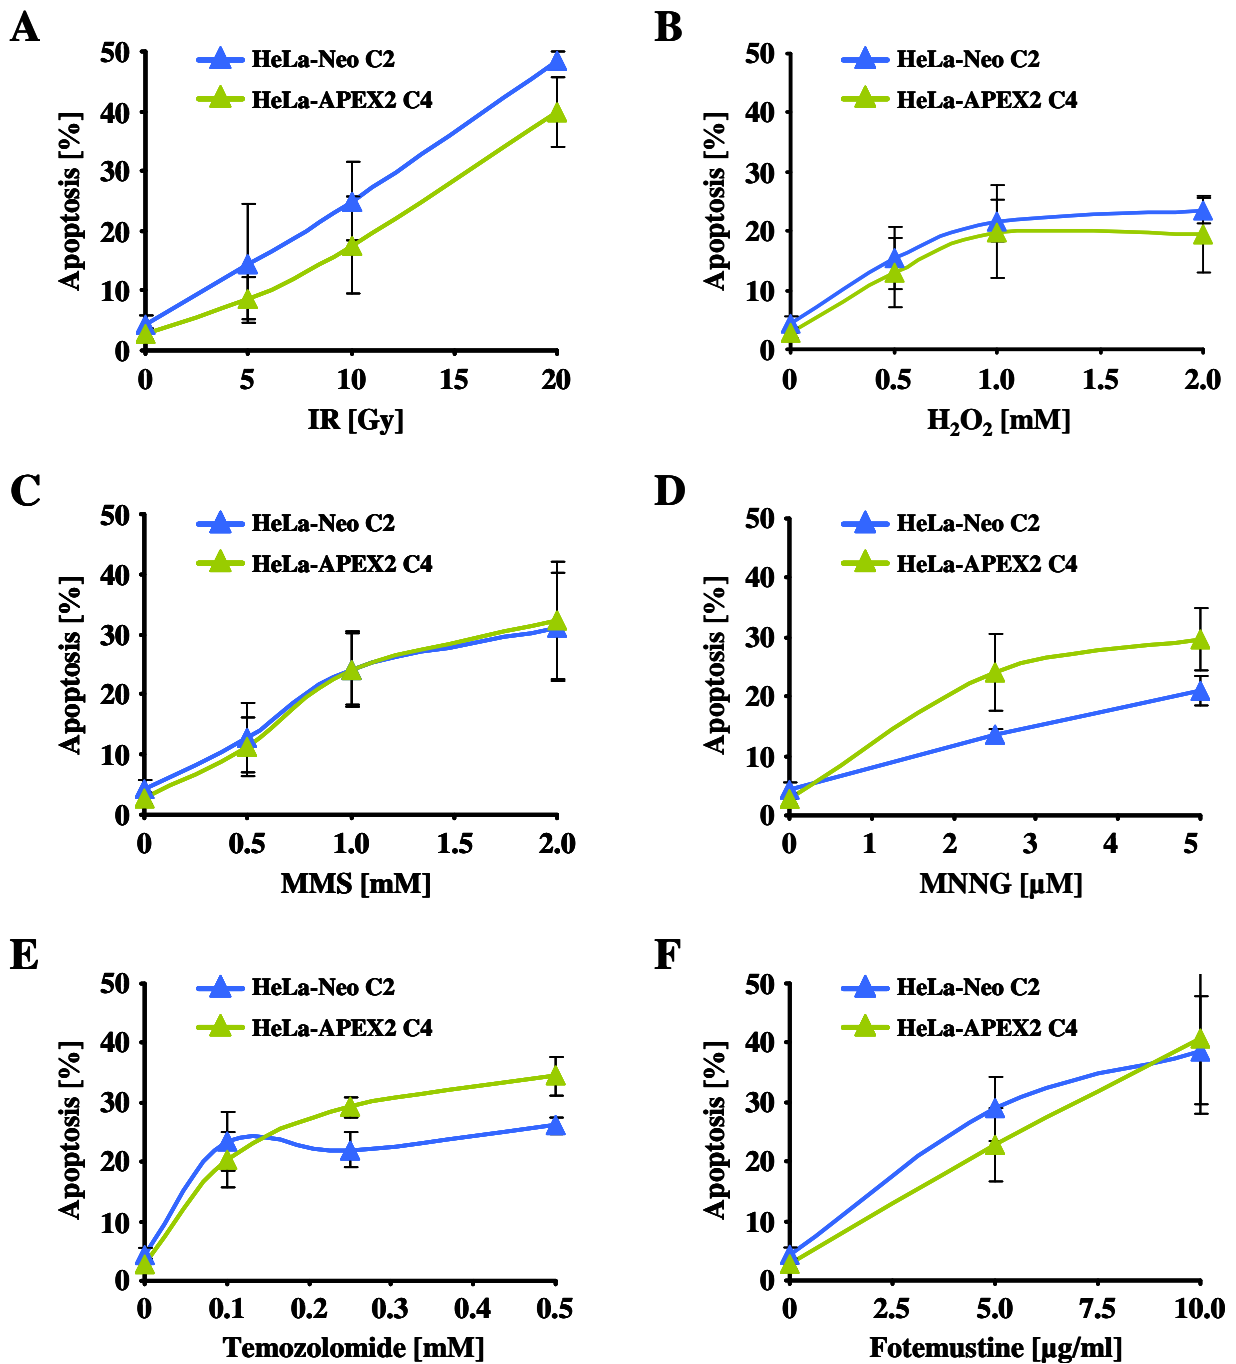 A
50
40
30
20
10
0
Apoptosis [%]
HeLa-Neo C2
HeLa-APEX2 C4
0 5 10 15 20
IR [Gy]
B
50
40
30
20
10
0
Apoptosis [%]
HeLa-Neo C2
HeLa-APEX2 C4
0 0.5 1.0 1.5 2.0
H₂O₂ [mM]
C
50
40
30
20
10
0
Apoptosis [%]
HeLa-Neo C2
HeLa-APEX2 C4
0 0.5 1.0 1.5 2.0
MMS [mM]
D
50
40
30
20
10
0
Apoptosis [%]
HeLa-Neo C2
HeLa-APEX2 C4
0 1 2 3 4 5
MNNG [µM]
E
50
40
30
20
10
0
Apoptosis [%]
HeLa-Neo C2
HeLa-APEX2 C4
0 0.1 0.2 0.3 0.4 0.5
Temozolomide [mM]
F
50
40
30
20
10
0
Apoptosis [%]
HeLa-Neo C2
HeLa-APEX2 C4
0 2.5 5.0 7.5 10.0
Fotemustine [µg/ml]